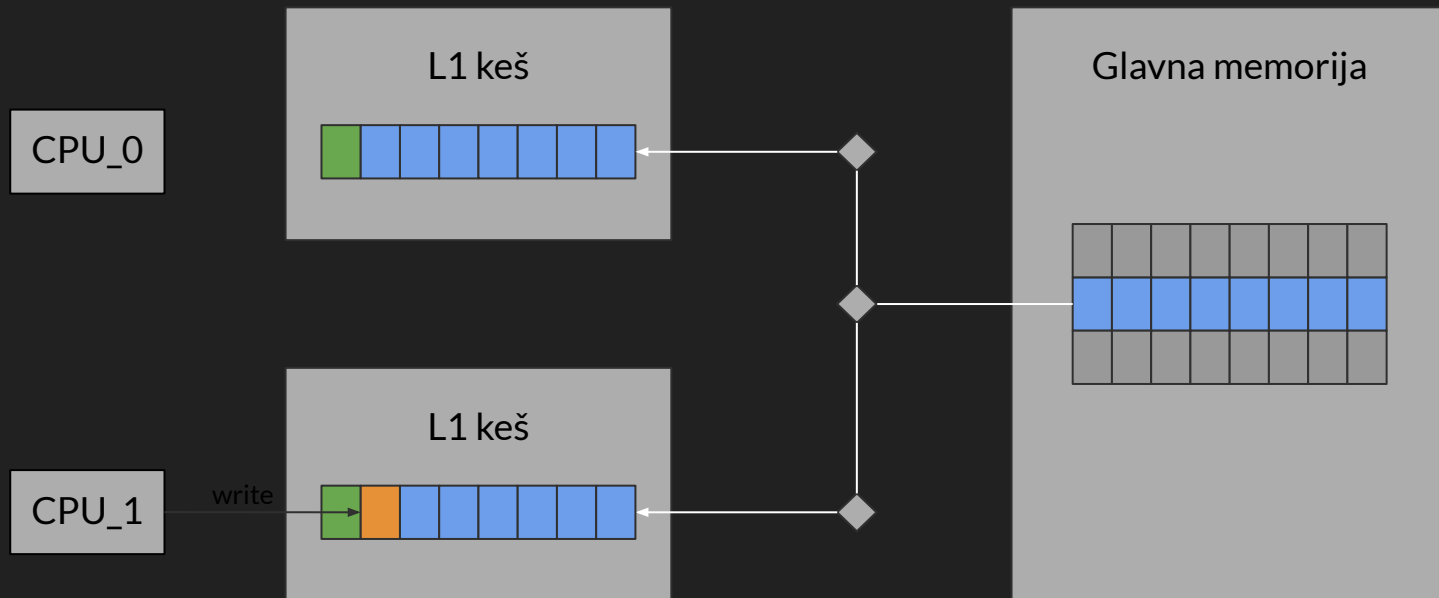 L1 keš
Glavna memorija
CPU_0
L1 keš
write
CPU_1